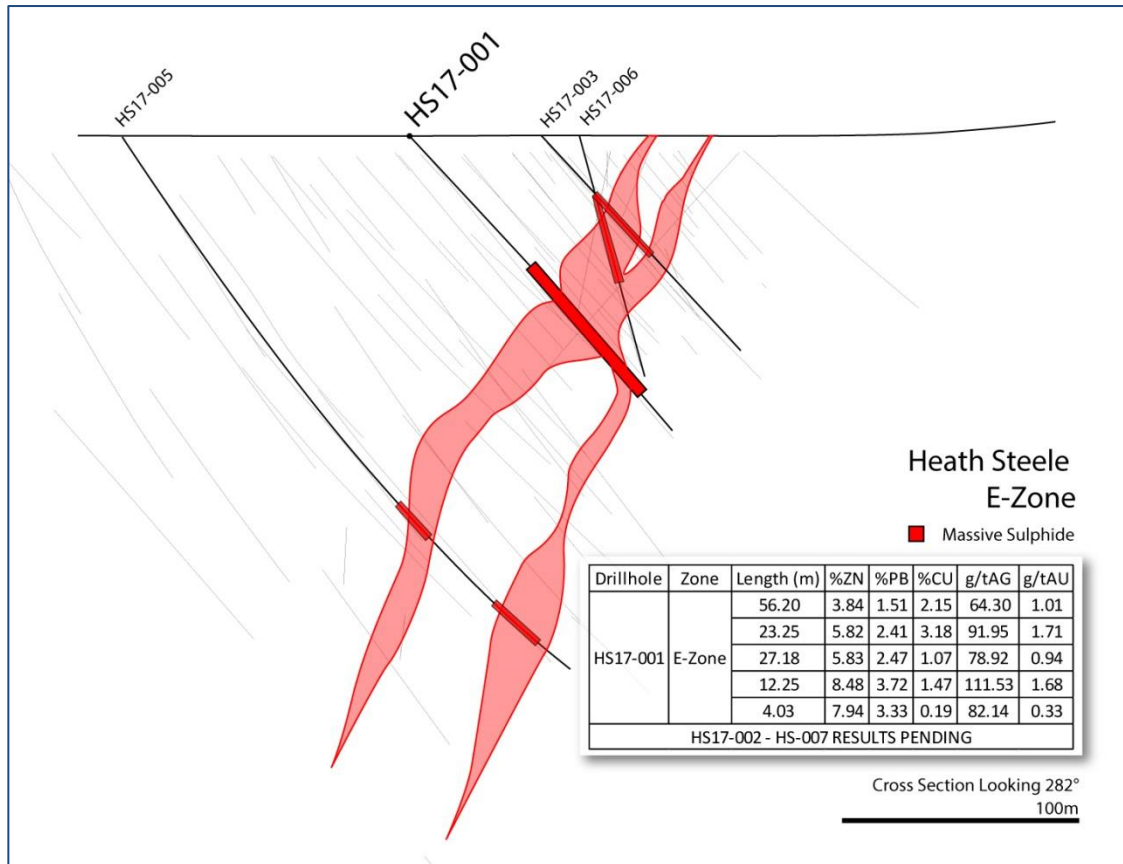 HS17-005
HS17-001
HS17-003
HS17-006
Heath Steele
E-Zone
Massive Sulphide
Drillhole Zone Length (m) %ZN %PB %CU g/tAG g/tAU
HS17-001 E-Zone 56.20 3.84 1.51 2.15 64.30 1.01
23.25 5.82 2.41 3.18 91.95 1.71
27.18 5.83 2.47 1.07 78.92 0.94
12.25 8.48 3.72 1.47 111.53 1.68
4.03 7.94 3.33 0.19 82.14 0.33
HS17-002 - HS-007 RESULTS PENDING
Cross Section Looking 282°
100m